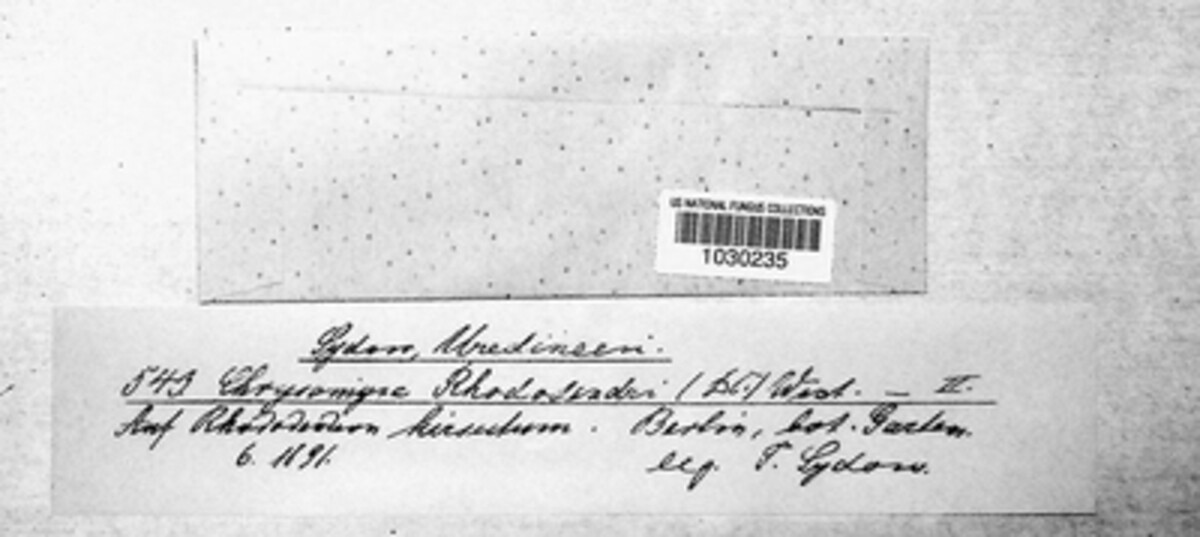 US NATIONAL FUNGUS COLLECTIONS
1030235
Sydow, Uredineen.
543 Chrysomyxa Rhododendri (DC.) Wint. — II.
Auf Rhododendron hirsutum. Berlin, bot. Garten.
6. 1891. leg. P. Sydow.